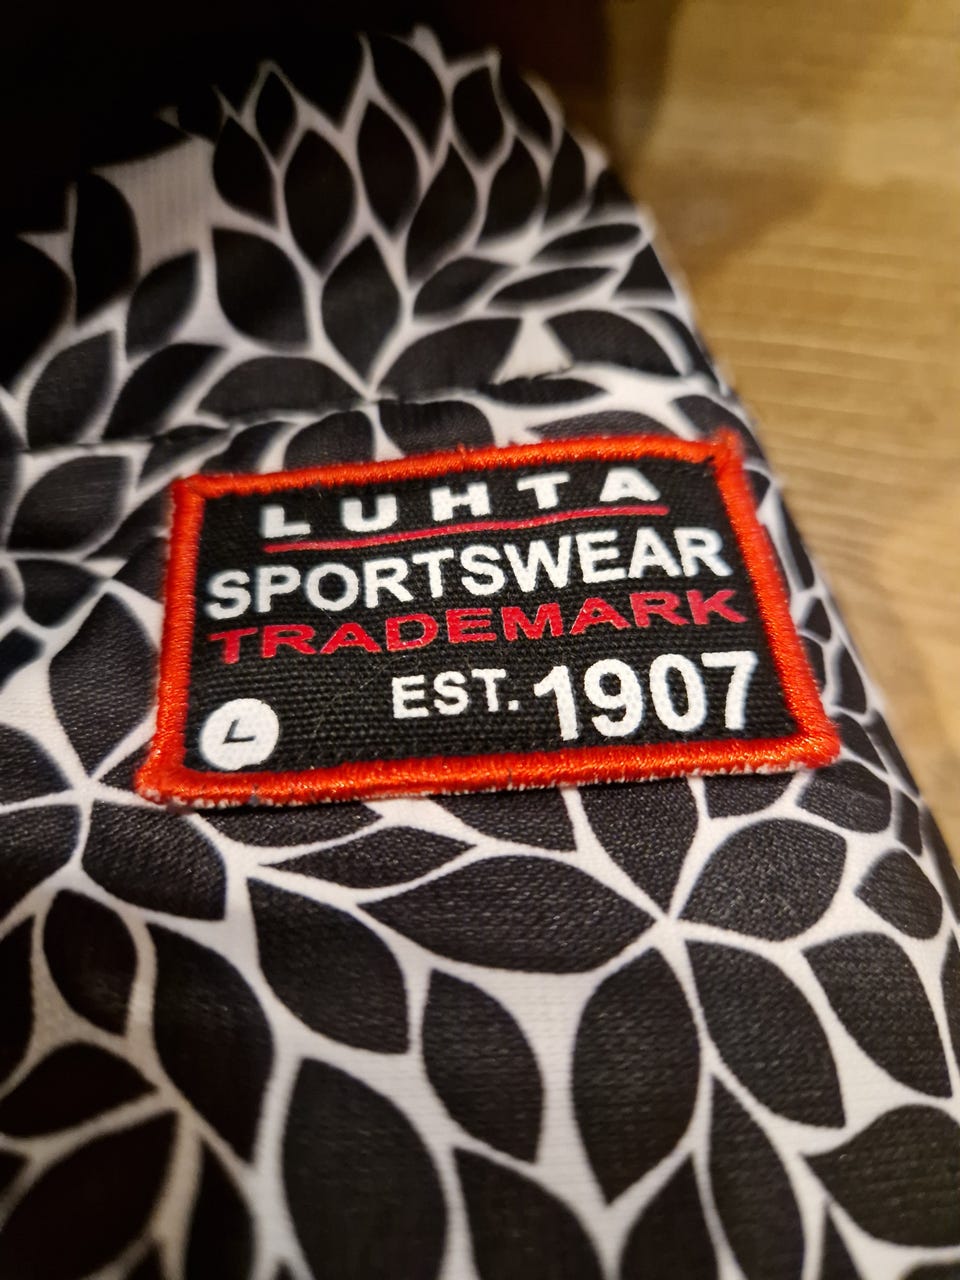 LUHTA
SPORTSWEAR
TRADEMARK
EST. 1907
L